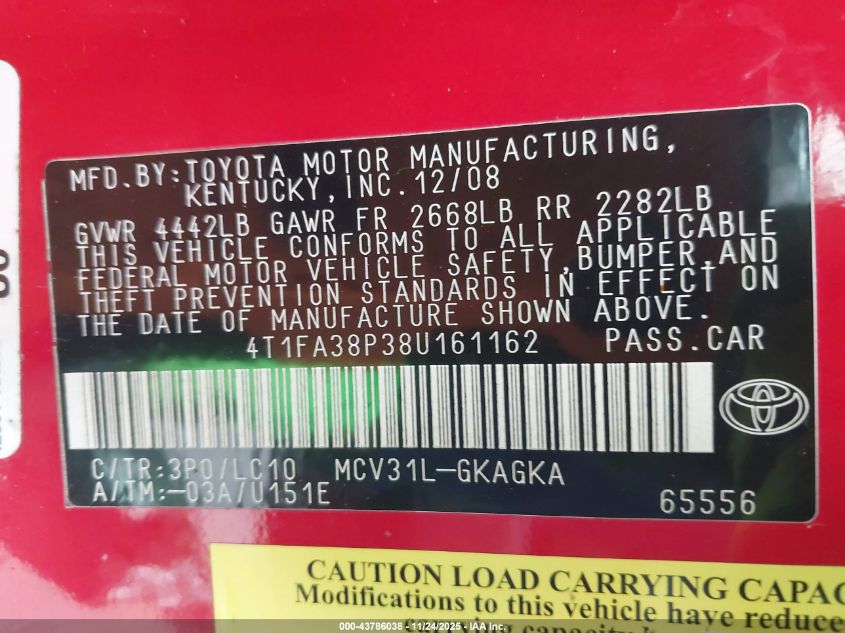 MFD.BY:TOYOTA MOTOR MANUFACTURING,
KENTUCKY,INC.12/08
GVWR 4442LB GAWR FR 2668LB RR 2282LB
THIS VEHICLE CONFORMS TO ALL APPLICABLE
FEDERAL MOTOR VEHICLE SAFETY,BUMPER,AND
THEFT PREVENTION STANDARDS IN EFFECT ON
THE DATE OF MANUFACTURE SHOWN ABOVE.
4T1FA38P38U161162 PASS.CAR
C/TR:3P0/LC10 MCV31L-GKAGKA
A/TM:-03A/U151E 65556
CAUTION LOAD CARRYING CAPAC
Modifications to this vehicle have reduce
000-43786038 - 11/24/2025 - IAA Inc.